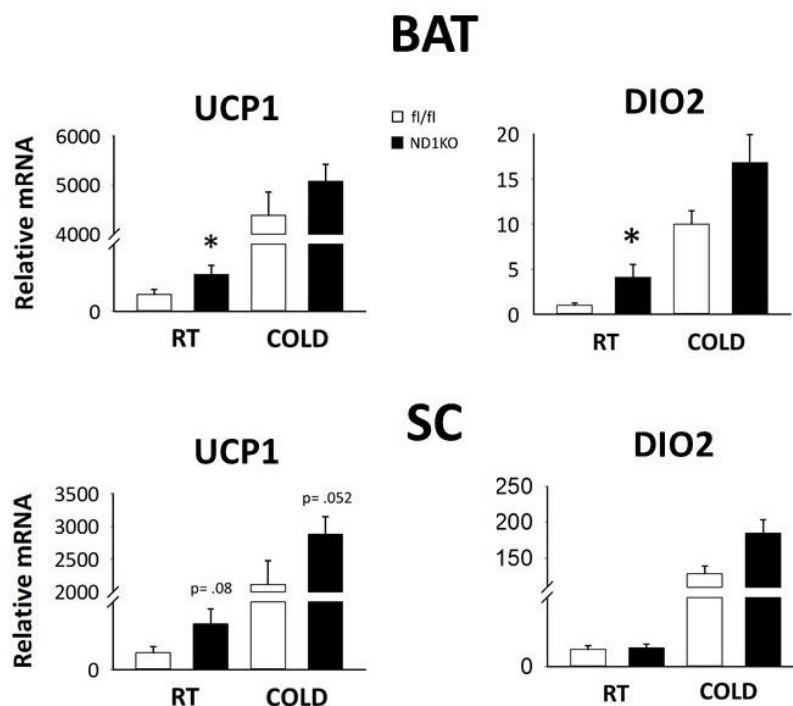 BAT
UCP1
fl/fl
ND1KO
DIO2
Relative mRNA
6000
5000
4000
0
*
RT COLD
20
15
10
5
0
*
RT COLD
SC
UCP1
DIO2
Relative mRNA
3500
3000
2500
2000
0
p= .08
p= .052
RT COLD
250
200
150
0
RT COLD